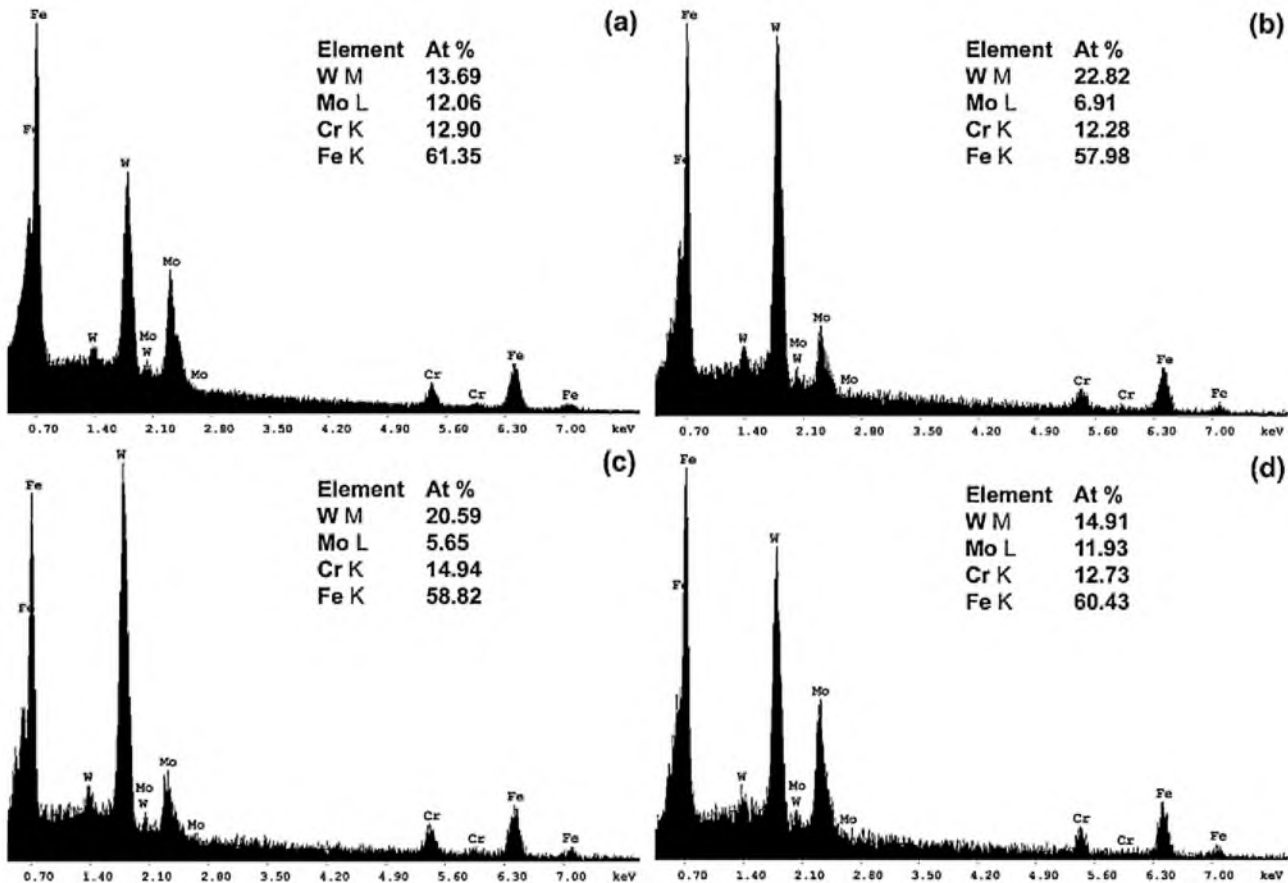 Fe
(a)
Element At %
W M 13.69
Mo L 12.06
Cr K 12.90
Fe K 61.35
Fe
W
Mo
W
Mo
W
Mo
Cr
Cr
Fe
Fe
0.70 1.40 2.10 2.80 3.50 4.20 4.90 5.60 6.30 7.00 keV
Fe
(b)
W
Element At %
W M 22.82
Mo L 6.91
Cr K 12.28
Fe K 57.98
Fe
Mo
W
Mo
W
Mo
Cr
Cr
Fe
Fe
0.70 1.40 2.10 2.80 3.50 4.20 4.90 5.60 6.30 7.00 keV
W
(c)
Fe
Element At %
W M 20.59
Mo L 5.65
Cr K 14.94
Fe K 58.82
Fe
Mo
W
Mo
W
Mo
Cr
Cr
Fe
Fe
0.70 1.40 2.10 2.80 3.50 4.20 4.90 5.60 6.30 7.00 keV
Fe
(d)
Element At %
W M 14.91
Mo L 11.93
Cr K 12.73
Fe K 60.43
W
Fe
Mo
W
Mo
W
Mo
Cr
Cr
Fe
Fe
0.70 1.40 2.10 2.80 3.50 4.20 4.90 5.60 6.30 7.00 keV